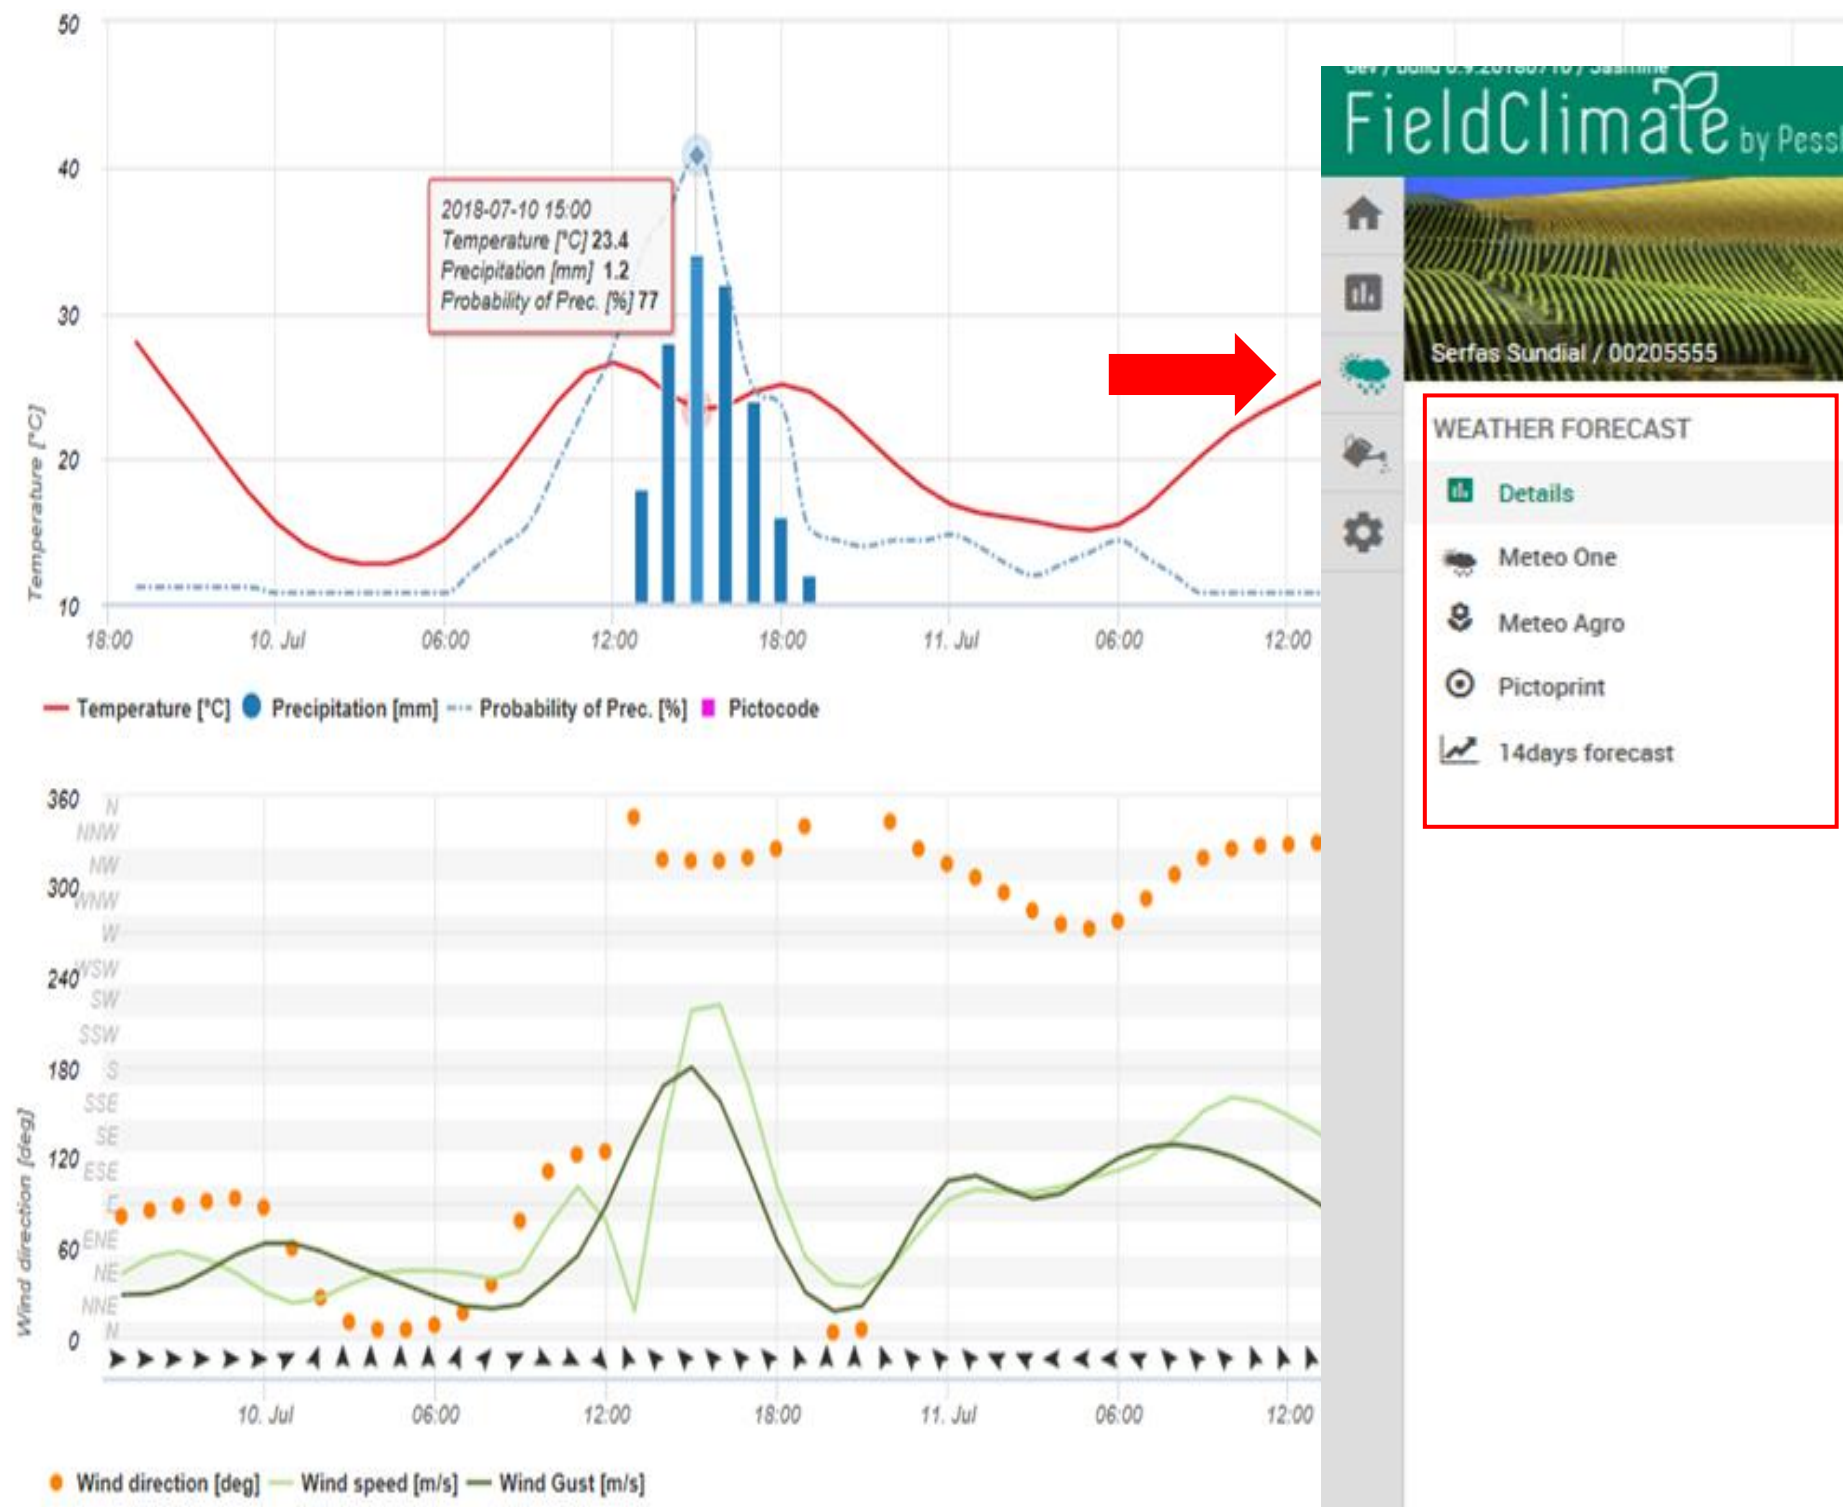 50
40
30
20
10
Temperature [°C]
2018-07-10 15:00
Temperature [°C] 23.4
Precipitation [mm] 1.2
Probability of Prec. [%] 77
18:00 10. Jul 06:00 12:00 18:00 11. Jul 06:00 12:00
Temperature [°C] Precipitation [mm] Probability of Prec. [%] Pictocode
360
300
240
180
120
60
0
N
NNW
NW
WNW
W
WSW
SW
SSW
S
SSE
SE
ESE
E
ENE
NE
NNE
N
Wind direction [deg]
10. Jul 06:00 12:00 18:00 11. Jul 06:00 12:00
Wind direction [deg] Wind speed [m/s] Wind Gust [m/s]
FieldClimate by
Serfas Sundial / 00205555
WEATHER FORECAST
Details
Meteo One
Meteo Agro
Pictoprint
14days forecast